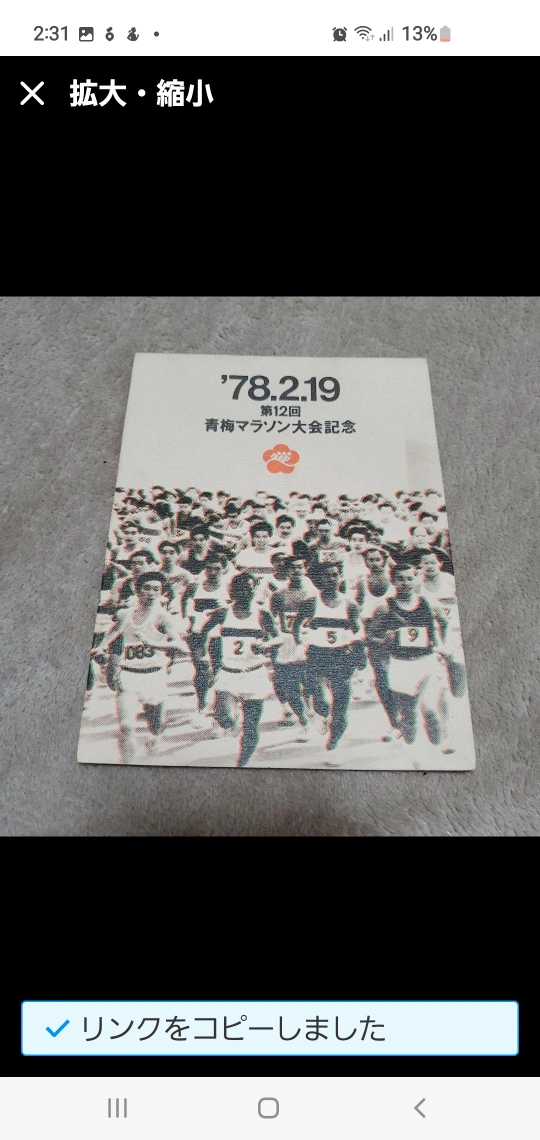 2:31
13%
拡大・縮小
'78.2.19
第12回
青梅マラソン大会記念
083
2
17
5
9
7
リンクをコピーしました